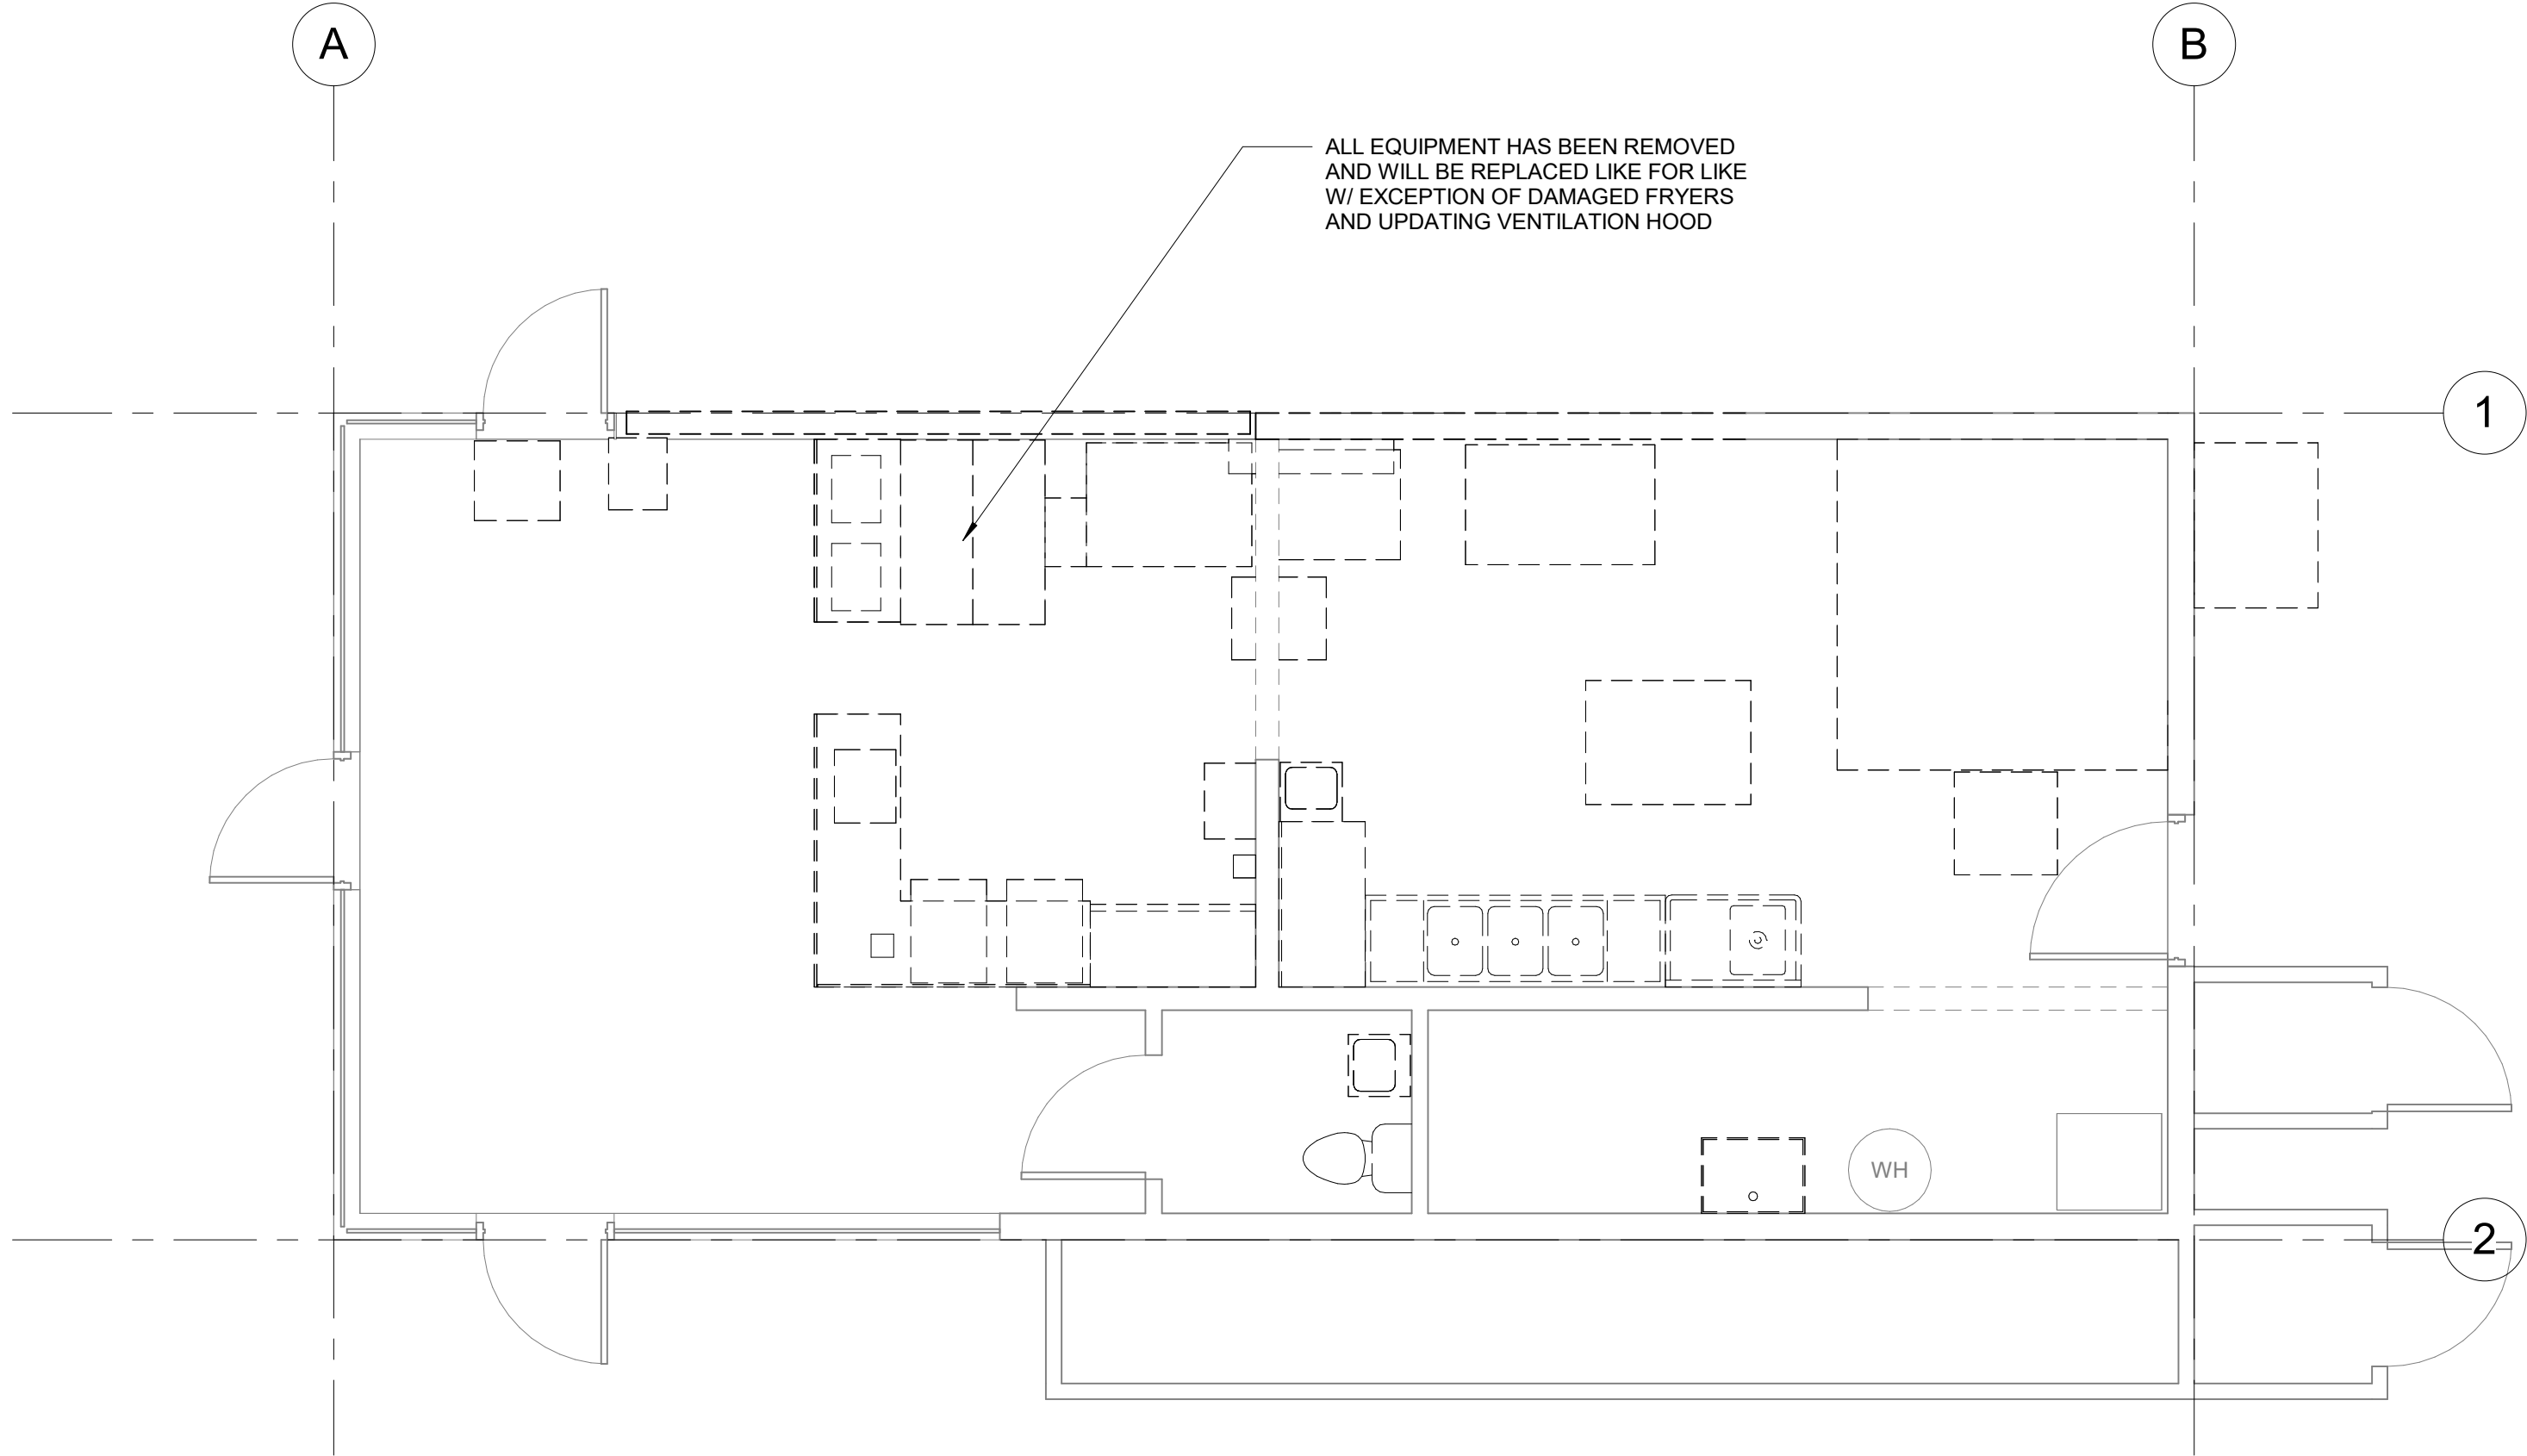 A
B
ALL EQUIPMENT HAS BEEN REMOVED
AND WILL BE REPLACED LIKE FOR LIKE
W/ EXCEPTION OF DAMAGED FRYERS
AND UPDATING VENTILATION HOOD
1
WH
2